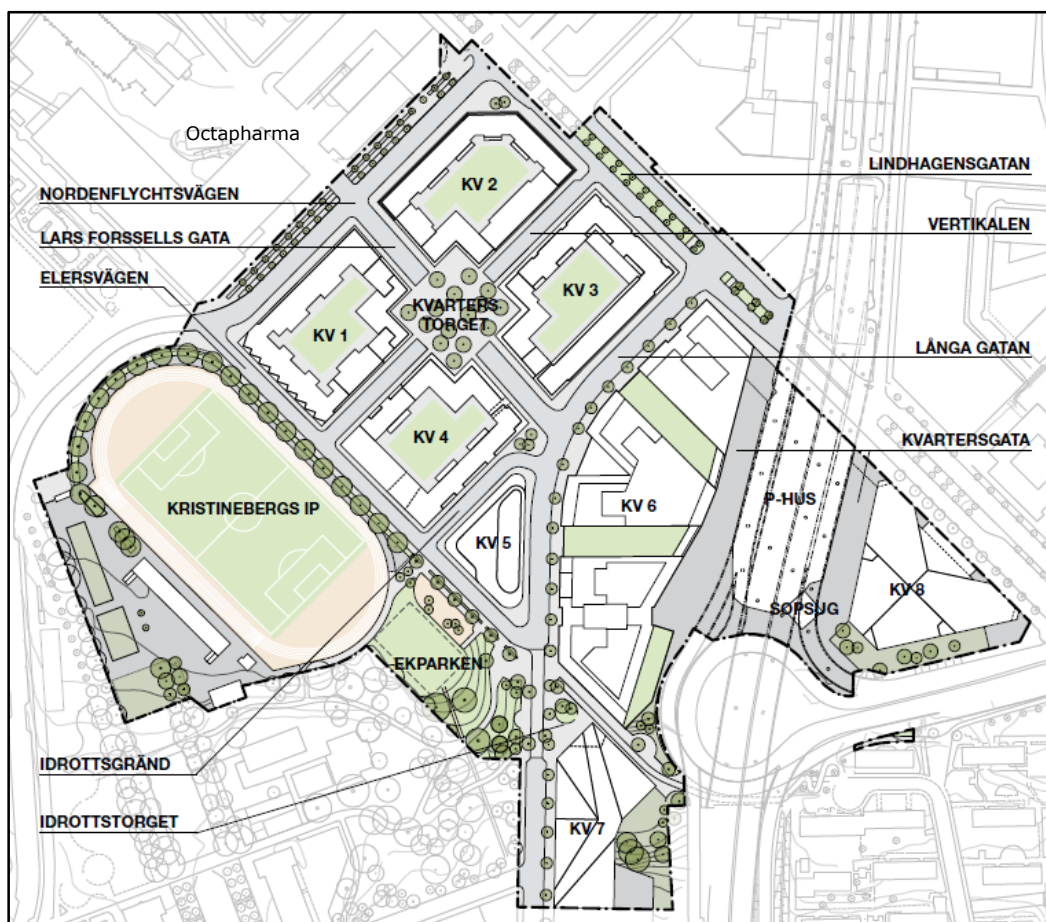 Octapharma
LINDHAGENSGATAN
KV 2
NORDENFLYCHTSVÄGEN
VERTIKALEN
LARS FORSSELLS GATA
ELERSVÄGEN
KV 3
KVARTERS
TORGET
KV 1
LÅNGA GATAN
KV 4
KVARTERSGATA
P-HUS
KRISTINEBERGS IP
KV 6
KV 5
KV 8
SOPSUG
EKPARKEN
IDROTTSGRÄND
IDROTTSTORGET
KV 7